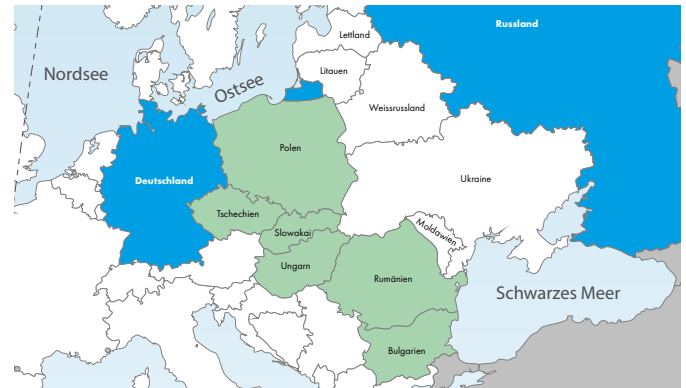 Russland
Lettland
Litauen
Nordsee
Ostsee
Weissrussland
Polen
Deutschland
Ukraine
Tschechien
Slowakai
Moldawien
Ungarn
Rumänien
Schwarzes Meer
Bulgarien